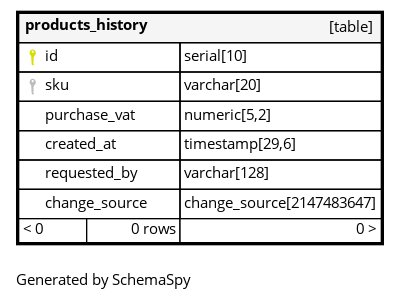 products_history [table]
id serial[10]
sku varchar[20]
purchase_vat numeric[5,2]
created_at timestamp[29,6]
requested_by varchar[128]
change_source change_source[2147483647]
< 0 0 rows 0 >
Generated by SchemaSpy